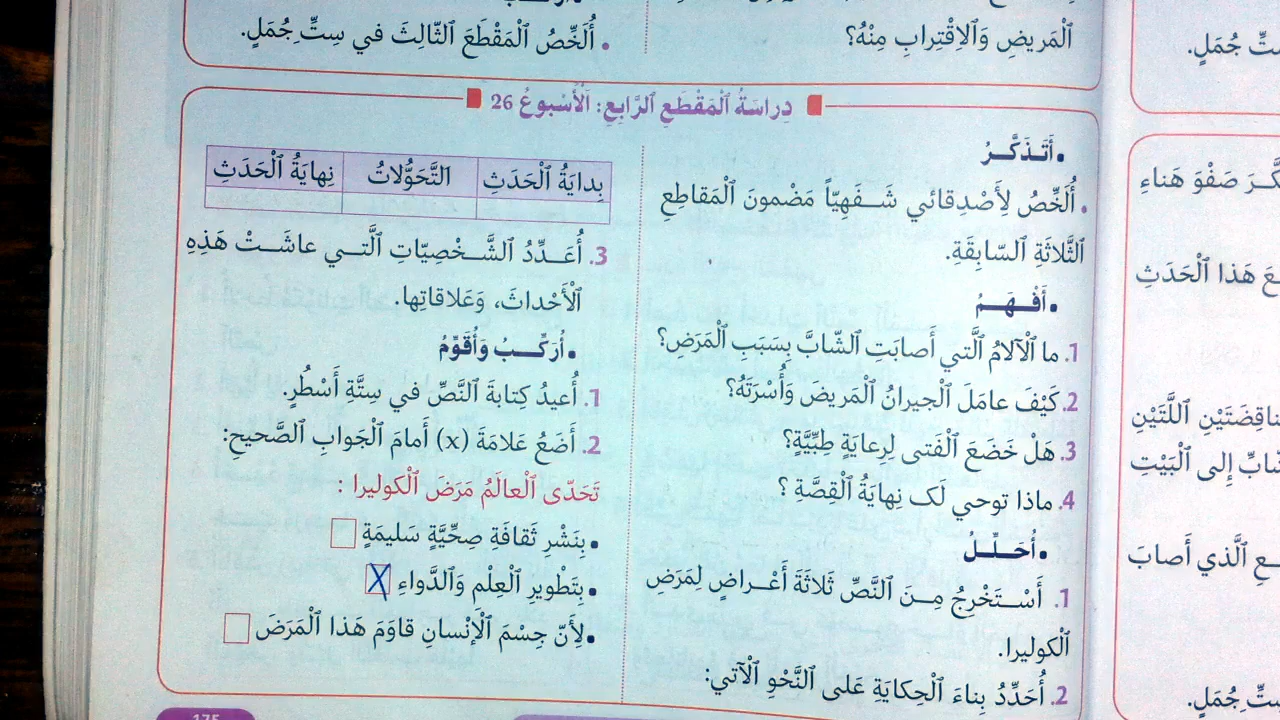 ٱلْمَريضِ وَٱلِٱقْتِرابِ مِنْهُ؟
• أُلَخِّصُ ٱلْمَقْطَعَ ٱلثّالِثَ في سِتِّ جُمَلٍ.
دِراسَةُ ٱلْمَقْطَعِ ٱلرَّابِعِ: ٱلْأُسْبوعُ 26
• أَتَذَكَّرُ
• أُلَخِّصُ لِأَصْدِقائي شَفَهِيّاً مَضْمونَ ٱلْمَقاطِعِ
ٱلثَّلاثَةِ ٱلسّابِقَةِ.
• أَفْهَمُ
1. ما ٱلْآلامُ ٱلَّتي أَصابَتِ ٱلشّابَّ بِسَبَبِ ٱلْمَرَضِ؟
2. كَيْفَ عامَلَ ٱلْجيرانُ ٱلْمَريضَ وَأُسْرَتَهُ؟
3. هَلْ خَضَعَ ٱلْفَتى لِرِعايَةٍ طِبِّيَّةٍ؟
4. ماذا توحي لَكَ نِهايَةُ ٱلْقِصَّةِ ؟
• أُحَلِّلُ
1. أَسْتَخْرِجُ مِنَ ٱلنَّصِّ ثَلاثَةَ أَعْراضٍ لِمَرَضِ
ٱلْكوليرا.
2. أُحَدِّدُ بِناءَ ٱلْحِكايَةِ عَلى ٱلنَّحْوِ ٱلْآتي:
بِدايَةُ ٱلْحَدَثِ ٱلتَّحَوُّلاتُ نِهايَةُ ٱلْحَدَثِ
3. أُعَدِّدُ ٱلشَّخْصِيّاتِ ٱلَّتي عاشَتْ هَذِهِ
ٱلْأَحْداثَ، وَعَلاقاتِها.
• أُرَكِّبُ وَأُقَوِّمُ
1. أُعيدُ كِتابَةَ ٱلنَّصِّ في سِتَّةِ أَسْطُرٍ.
2. أَضَعُ عَلامَةَ (x) أَمامَ ٱلْجَوابِ ٱلصَّحيحِ:
تَحَدّى ٱلْعالَمُ مَرَضَ ٱلْكوليرا :
• بِنَشْرِ ثَقافَةٍ صِحِّيَّةٍ سَليمَةٍ
• بِتَطْويرِ ٱلْعِلْمِ وَٱلدَّواءِ X
• لِأَنّ جِسْمَ ٱلْإِنْسانِ قاوَمَ هَذا ٱلْمَرَضَ
175
جُمَلٍ.
صَفْوَ هَناءِ
هَذا ٱلْحَدَثِ
ٱللَّتَيْنِ
إِلى ٱلْبَيْتِ
ٱلَّذي أَصابَ
جُمَلٍ.